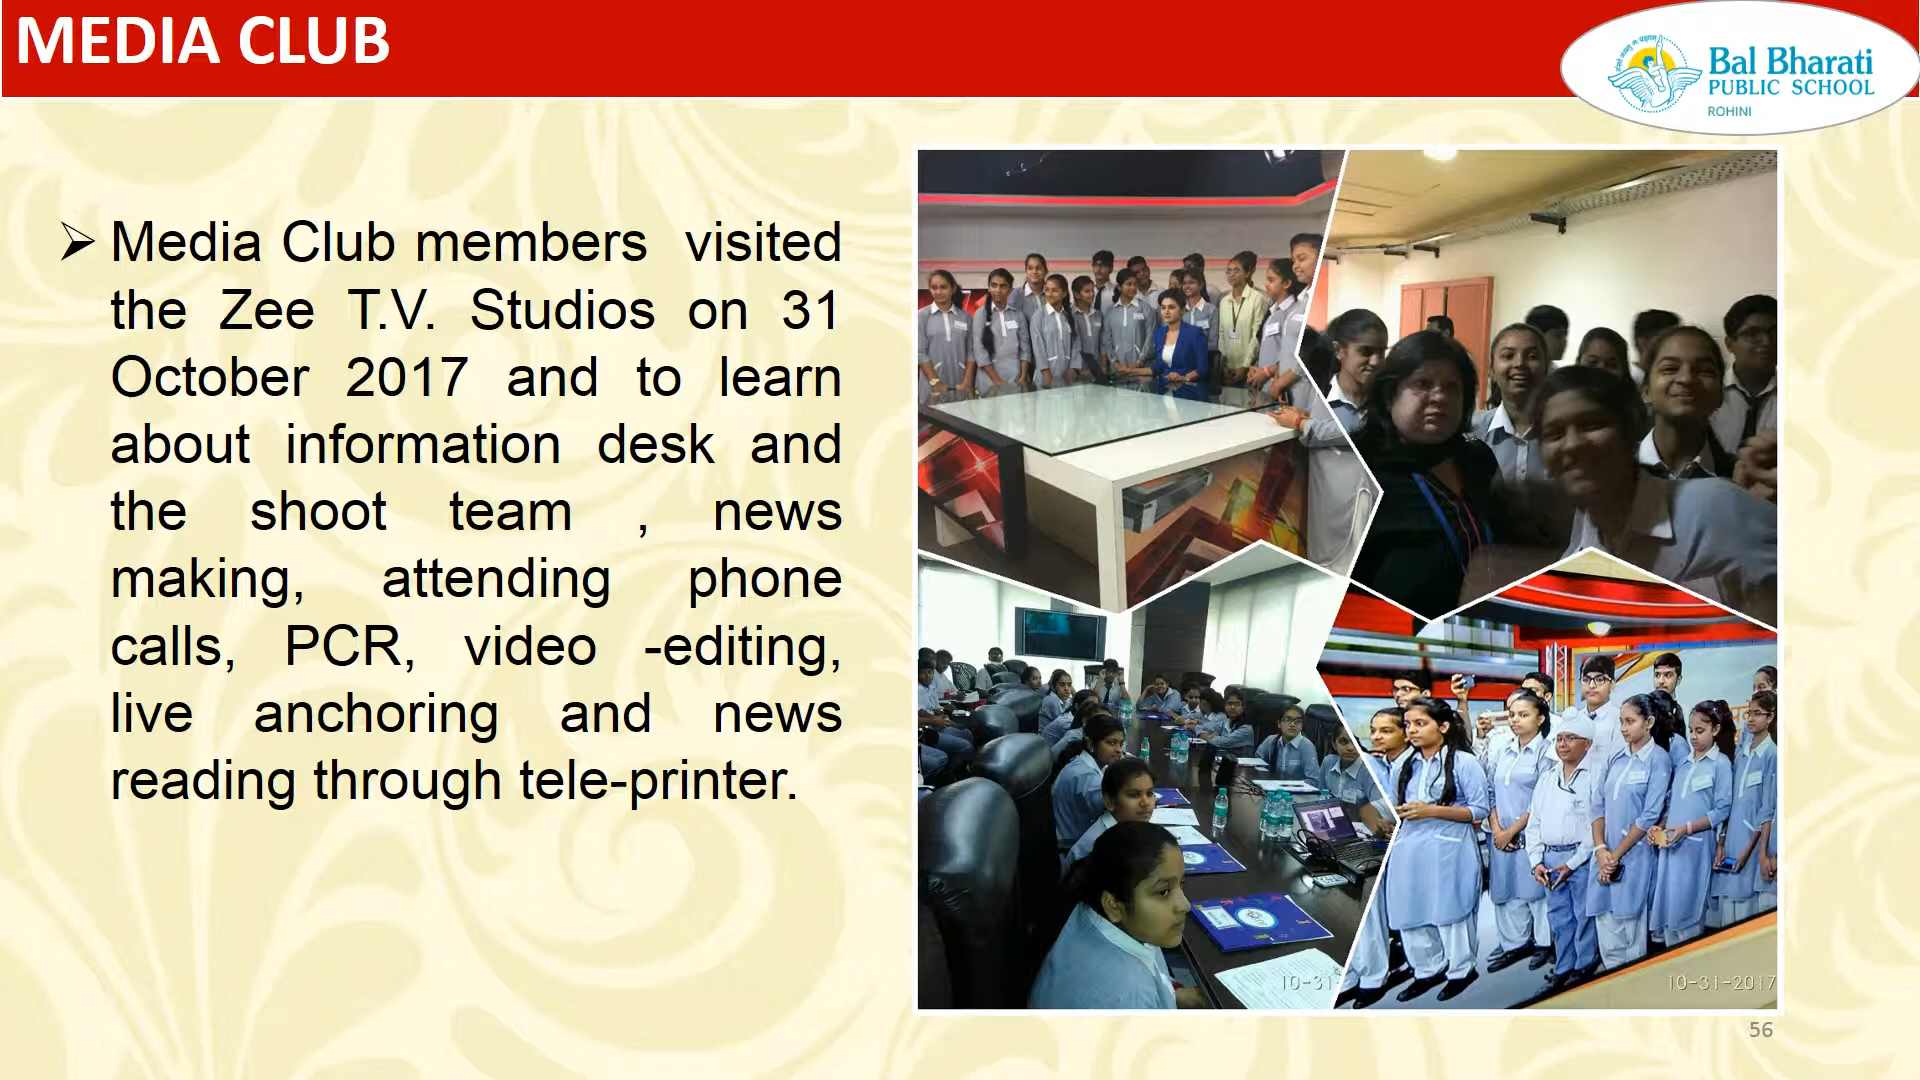 MEDIA CLUB
Bal Bharati
PUBLIC SCHOOL
ROHINI
➢ Media Club members visited
the Zee T.V. Studios on 31
October 2017 and to learn
about information desk and
the shoot team , news
making, attending phone
calls, PCR, video -editing,
live anchoring and news
reading through tele-printer.
10-31
10-31-2017
56